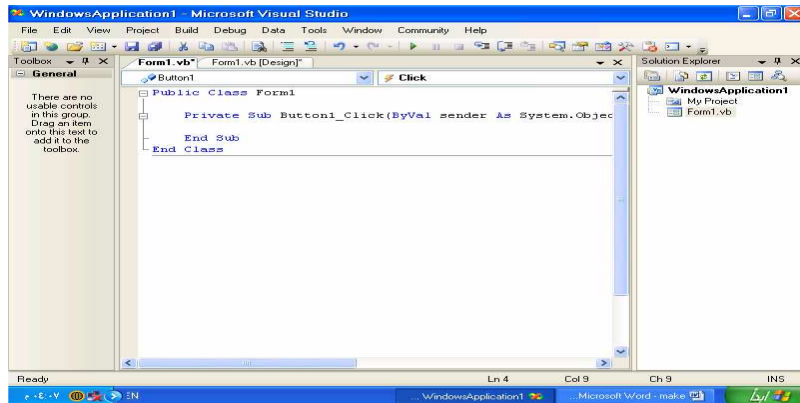 WindowsApplication1 - Microsoft Visual Studio
File Edit View Project Build Debug Data Tools Window Community Help
Toolbox
General
There are no
usable controls
in this group.
Drag an item
onto this text to
add it to the
toolbox.
Form1.vb* Form1.vb [Design]*
Button1 Click
Public Class Form1
Private Sub Button1_Click(ByVal sender As System.Objec
End Sub
End Class
Solution Explorer
WindowsApplication1
My Project
Form1.vb
Ready Ln 4 Col 9 Ch 9 INS
EN ... WindowsApplication1 ...Microsoft Word - make ابدأ